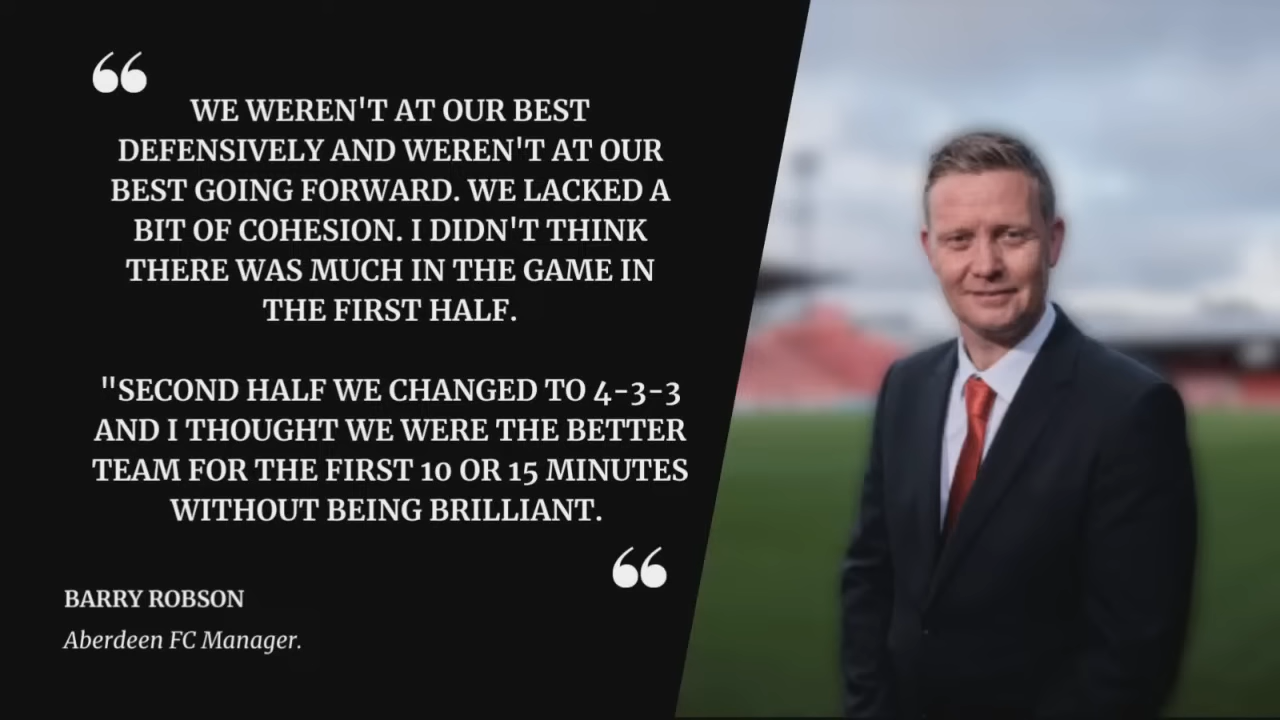 “
WE WEREN'T AT OUR BEST
DEFENSIVELY AND WEREN'T AT OUR
BEST GOING FORWARD. WE LACKED A
BIT OF COHESION. I DIDN'T THINK
THERE WAS MUCH IN THE GAME IN
THE FIRST HALF.
"SECOND HALF WE CHANGED TO 4-3-3
AND I THOUGHT WE WERE THE BETTER
TEAM FOR THE FIRST 10 OR 15 MINUTES
WITHOUT BEING BRILLIANT.
“
BARRY ROBSON
Aberdeen FC Manager.